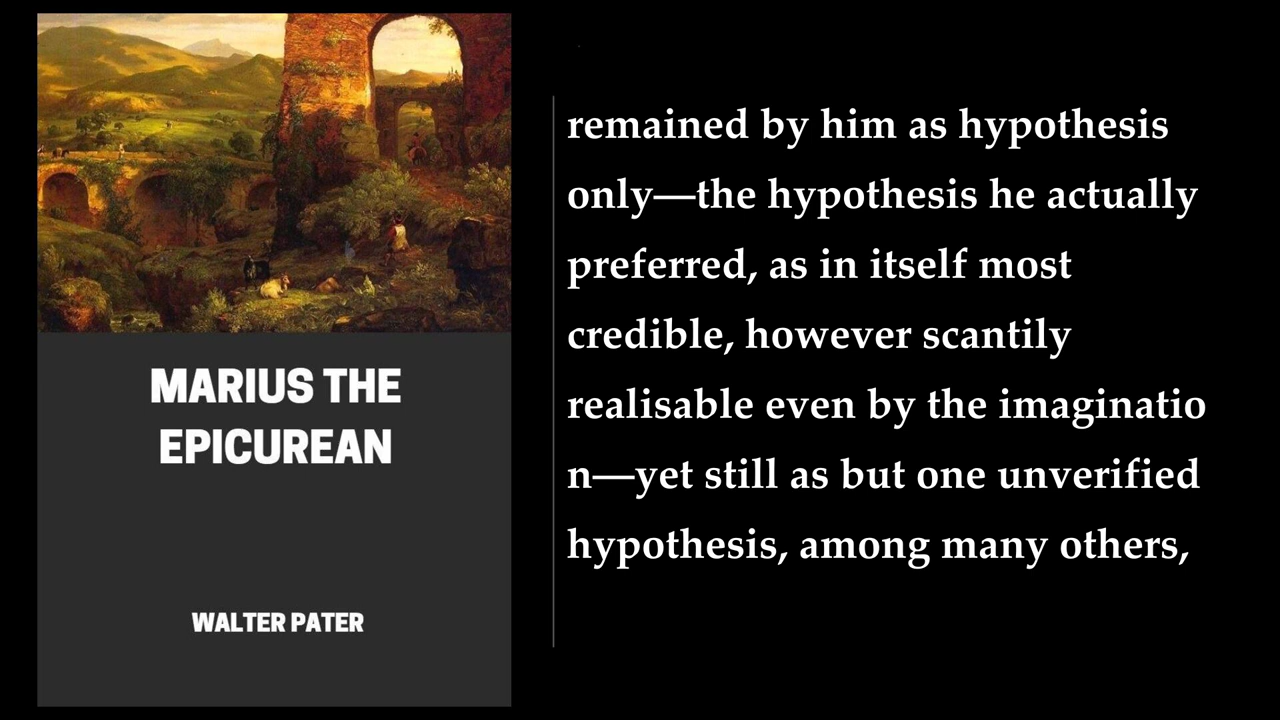 MARIUS THE
EPICUREAN
WALTER PATER
remained by him as hypothesis
only—the hypothesis he actually
preferred, as in itself most
credible, however scantily
realisable even by the imaginatio
n—yet still as but one unverified
hypothesis, among many others,